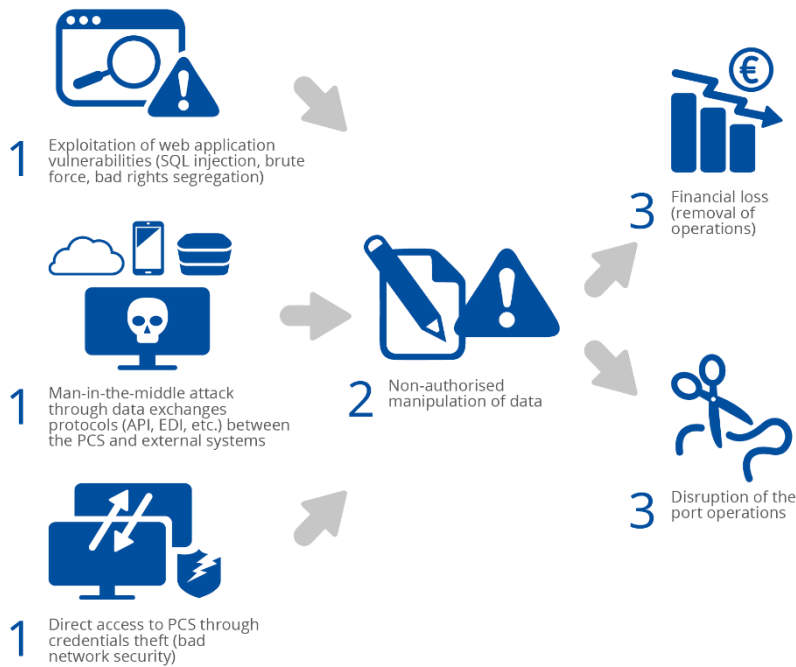 1
Exploitation of web application
vulnerabilities (SQL injection, brute
force, bad rights segregation)
1
Man-in-the-middle attack
through data exchanges
protocols (API, EDI, etc.) between
the PCS and external systems
1
Direct access to PCS through
credentials theft (bad
network security)
2
Non-authorised
manipulation of data
€
3
Financial loss
(removal of
operations)
3
Disruption of the
port operations